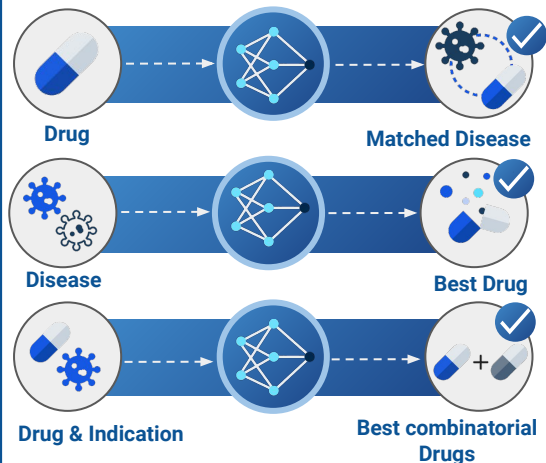 Drug
Matched Disease
Disease
Best Drug
+
Drug & Indication
Best combinatorial
Drugs